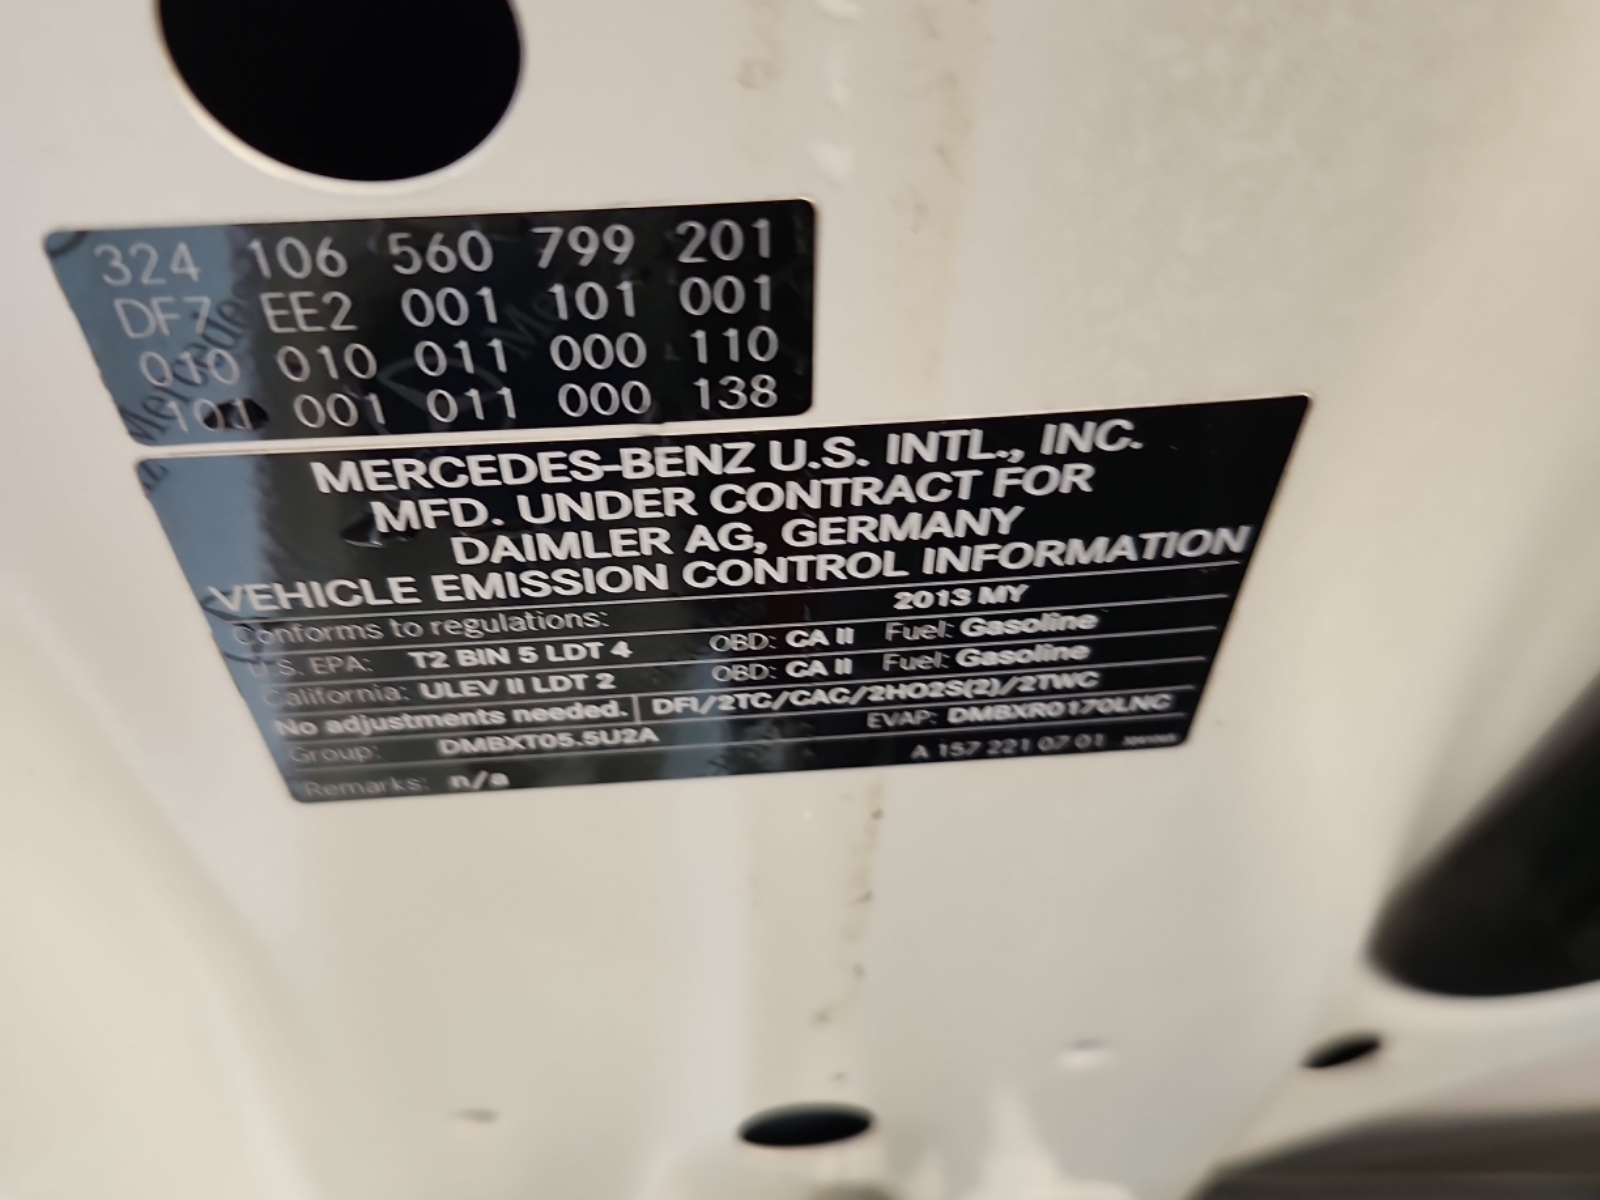 324 106 560 799 201
DF7 EE2 001 101 001
010 010 011 000 110
101 001 011 000 138
MERCEDES-BENZ U.S. INTL., INC.
MFD. UNDER CONTRACT FOR
DAIMLER AG, GERMANY
VEHICLE EMISSION CONTROL INFORMATION
Conforms to regulations: 2013 MY
U.S. EPA: T2 BIN 5 LDT 4 OBD: CA II Fuel: Gasoline
California: ULEV II LDT 2 OBD: CA II Fuel: Gasoline
No adjustments needed. DFI/2TC/CAC/2HO2S(2)/2TWC
Group: DMBXT05.5U2A EVAP: DMBXR0170LNC
Remarks: n/a A 157 221 07 01